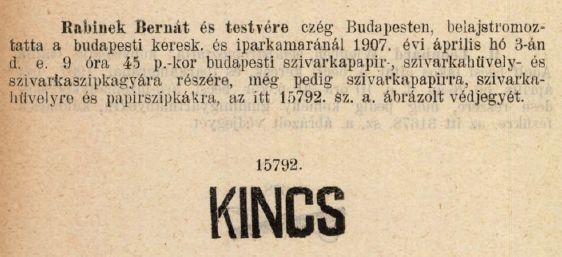 Rabinek Bernát és testvére czég Budapesten, belajstromoz-
tatta a budapesti keresk. és iparkamaránál 1907. évi április hó 3-án
d. e. 9 óra 45 p.-kor budapesti szivarkapapir-, szivarkahüvely- és
szivarkaszipkagyára részére, még pedig szivarkapapirra, szivarka-
hüvelyre és papirszipkákra, az itt 15792. sz. a. ábrázolt védjegyét.
15792.
KINCS